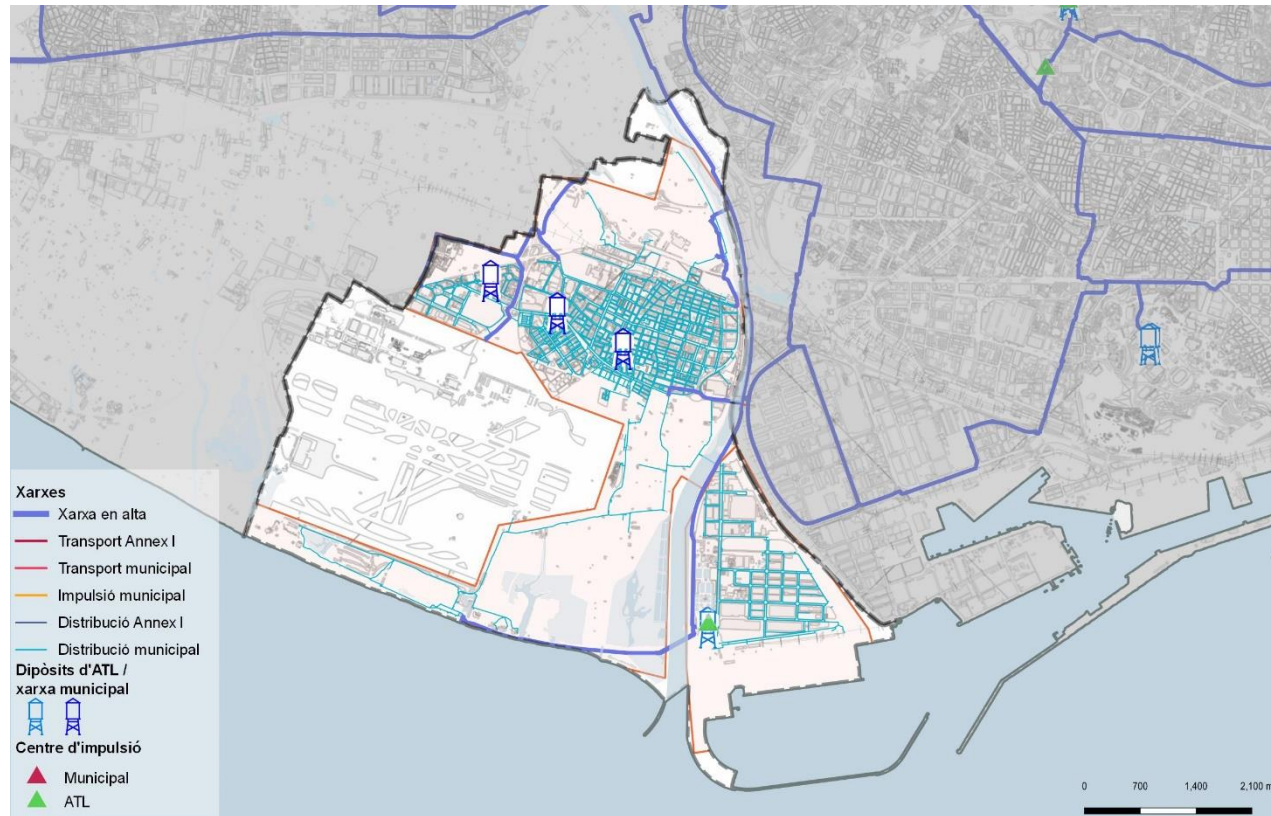 Xarxes
Xarxa en alta
Transport Annex I
Transport municipal
Impulsió municipal
Distribució Annex I
Distribució municipal
Dipòsits d'ATL /
xarxa municipal
Centre d'impulsió
Municipal
ATL
0 700 1,400 2,100 m